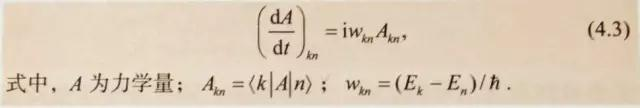 (dA/dt)_{kn} = iw_{kn}A_{kn}, (4.3)
式中，A 为力学量；A_{kn} = ⟨k|A|n⟩；w_{kn} = (E_k − E_n)/ħ .